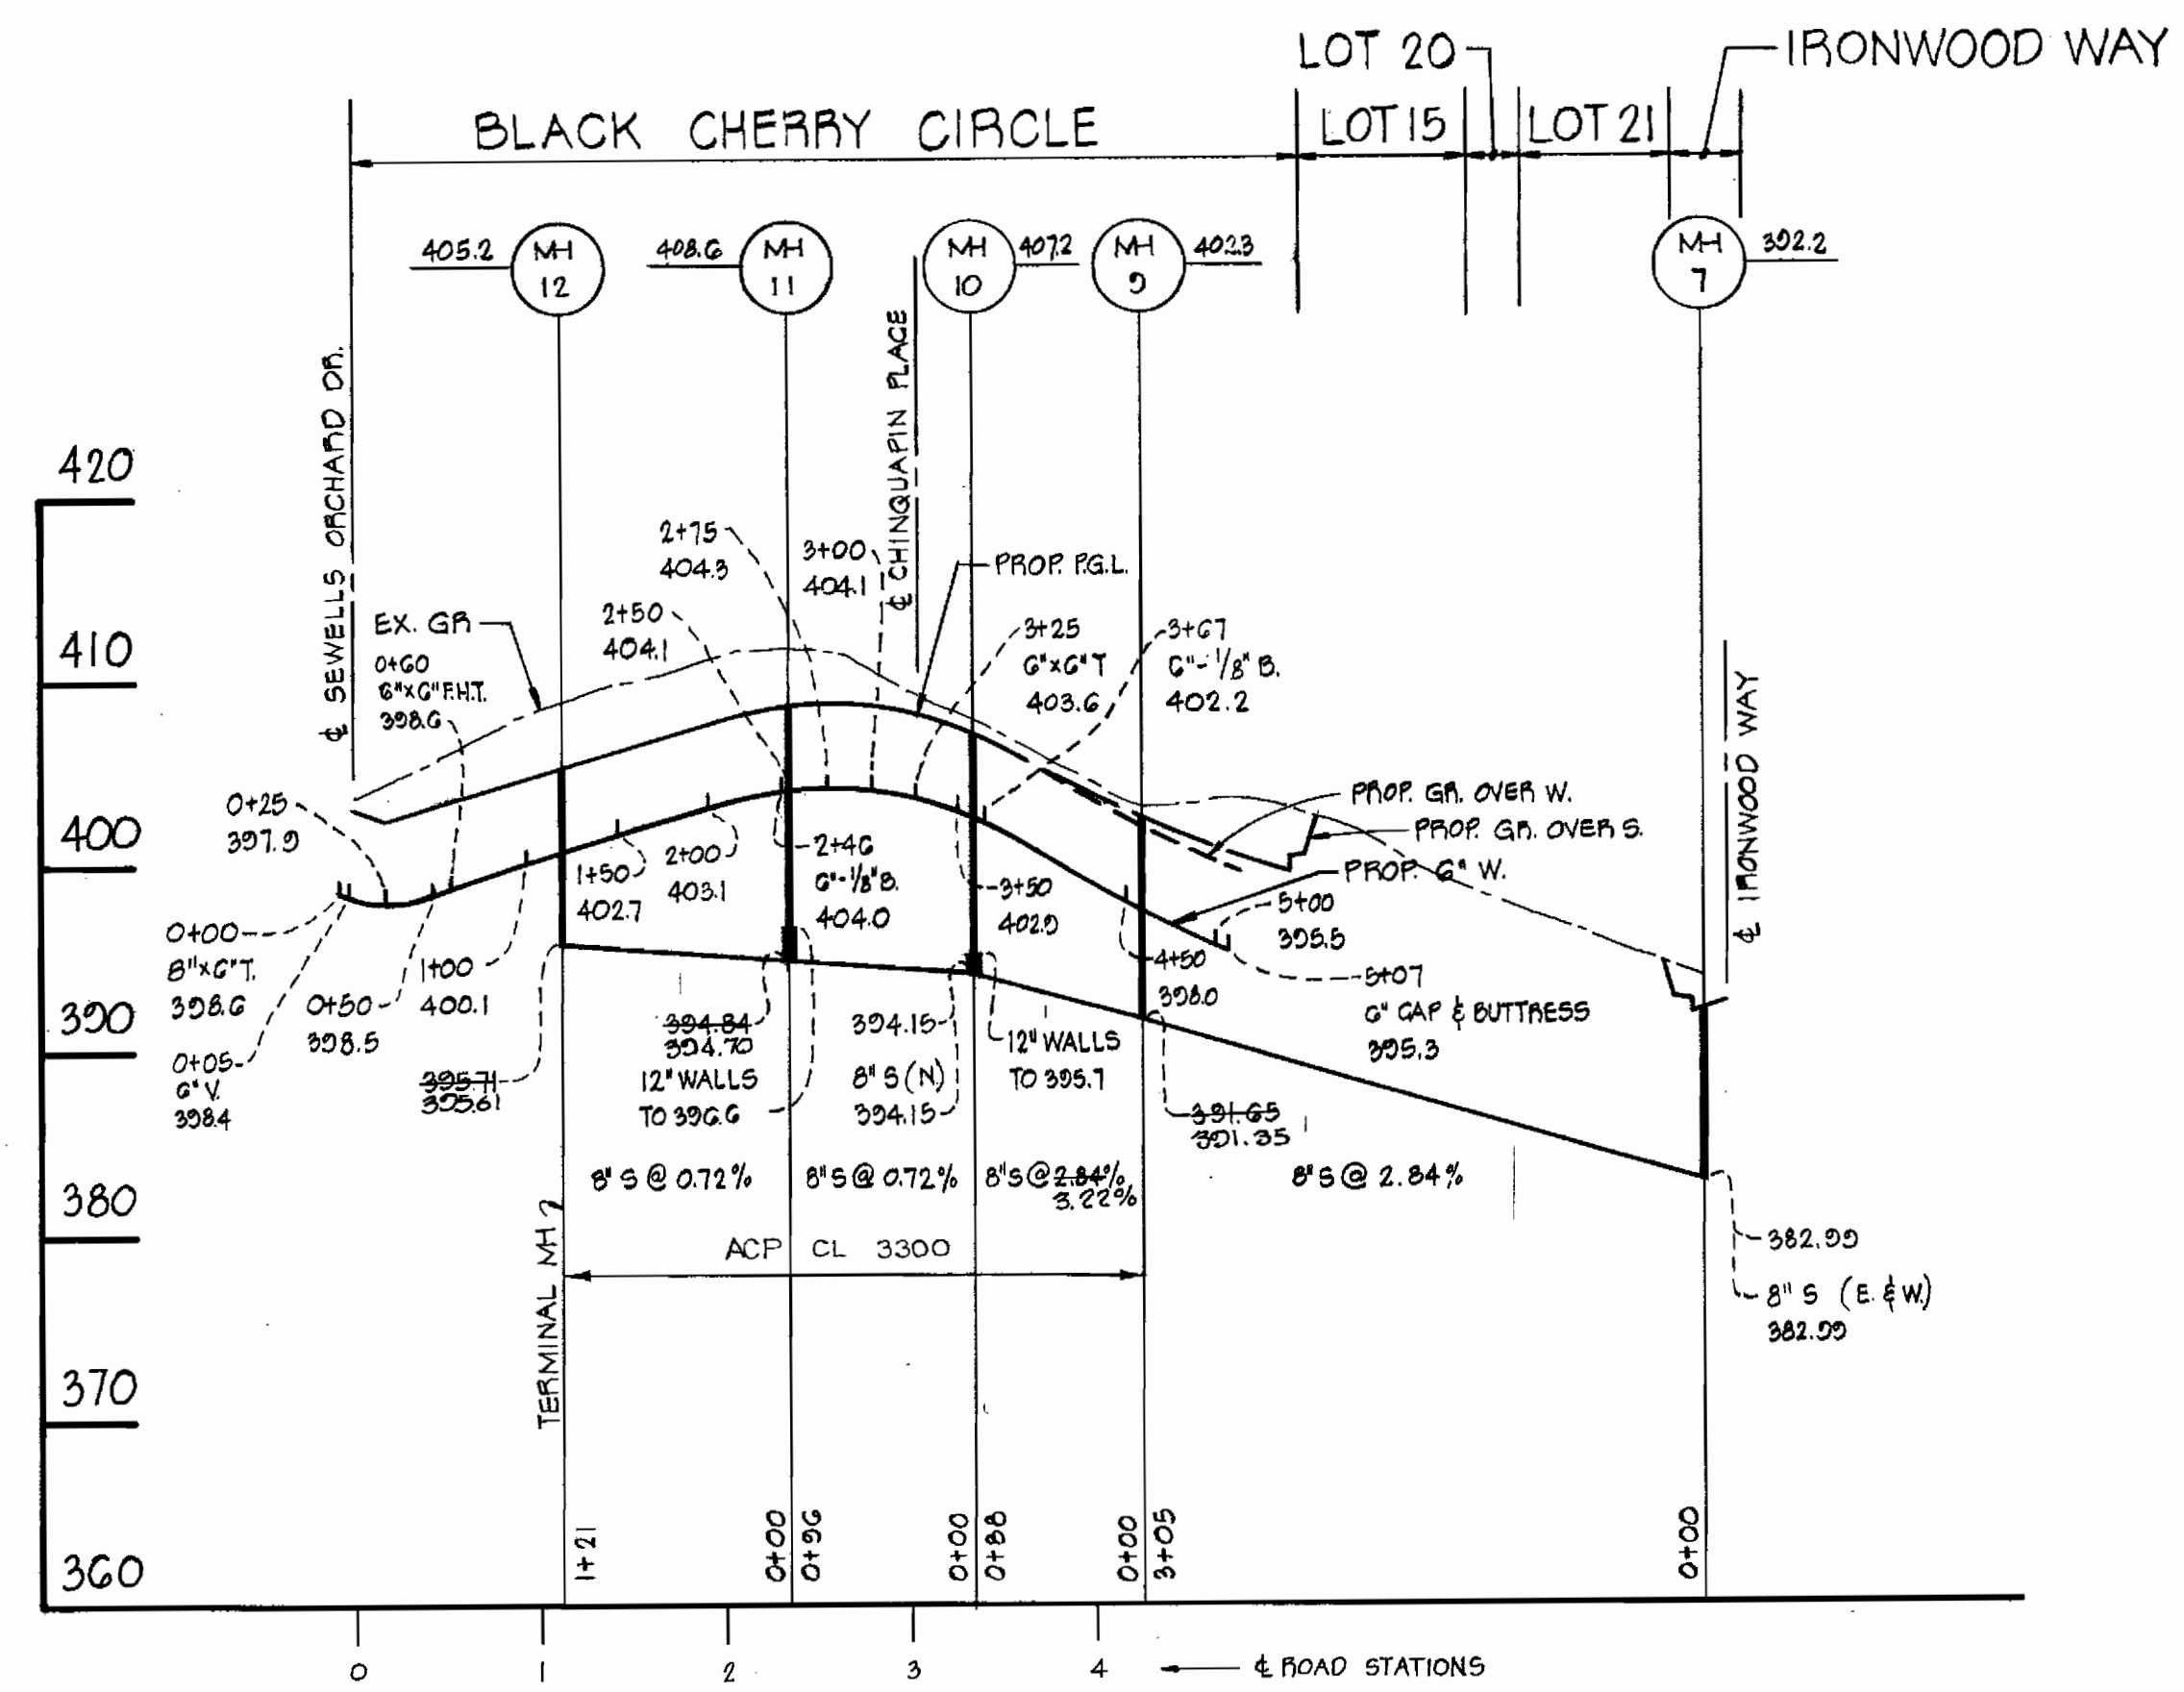 LOT 20
IRONWOOD WAY
BLACK CHERRY CIRCLE
LOT 15
LOT 21
405.2
MH
12
408.6
MH
11
MH
10
407.2
MH
9
402.3
MH
7
392.2
℄ SEWELLS ORCHARD DR.
℄ CHINQUAPIN PLACE
℄ IRONWOOD WAY
420
410
400
390
380
370
360
2+75
404.3
3+00
404.1
PROP. P.G.L.
EX. GR
0+60
6"x6" F.H.T.
398.6
2+50
404.1
3+25
6"x6" T
403.6
3+67
6"-1/8" B.
402.2
0+25
397.9
PROP. GR. OVER W.
PROP. GR. OVER S.
PROP. 6" W.
1+50
402.7
2+00
403.1
2+46
6"-1/8" B.
404.0
3+50
402.9
5+00
395.5
0+00
8"x6" T.
398.6
0+05
6" V.
398.4
0+50
398.5
1+00
400.1
4+50
398.0
5+07
6" CAP & BUTTRESS
395.3
395.71
395.61
394.84
394.70
12" WALLS
TO 396.6
394.15
8" S (N)
394.15
12" WALLS
TO 395.7
391.65
391.35
8" S @ 0.72%
8" S @ 0.72%
8" S @ 2.84%
3.22%
8" S @ 2.84%
382.99
8" S (E. & W.)
382.99
TERMINAL MH
ACP CL 3300
1+21
0+00
0+96
0+00
0+88
0+00
3+05
0+00
0 1 2 3 4
℄ ROAD STATIONS